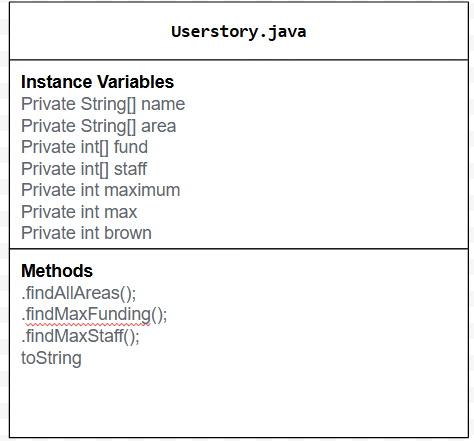 Userstory.java
Instance Variables
Private String[] name
Private String[] area
Private int[] fund
Private int[] staff
Private int maximum
Private int max
Private int brown
Methods
.findAllAreas();
.findMaxFunding();
.findMaxStaff();
toString